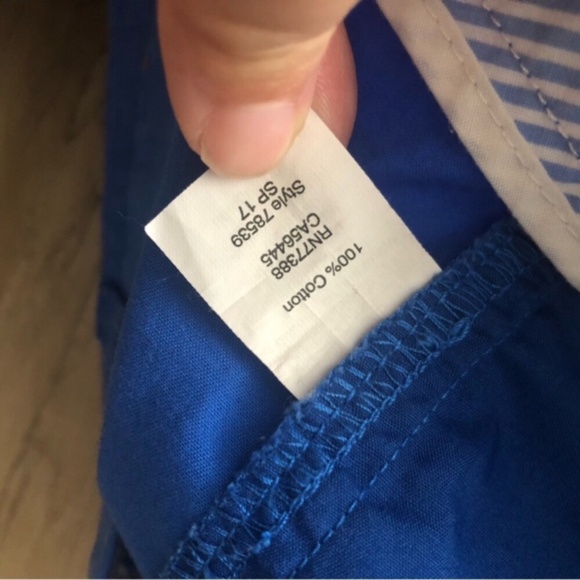 100% Cotton
RN77388
CA56445
Style 78539
SP 17